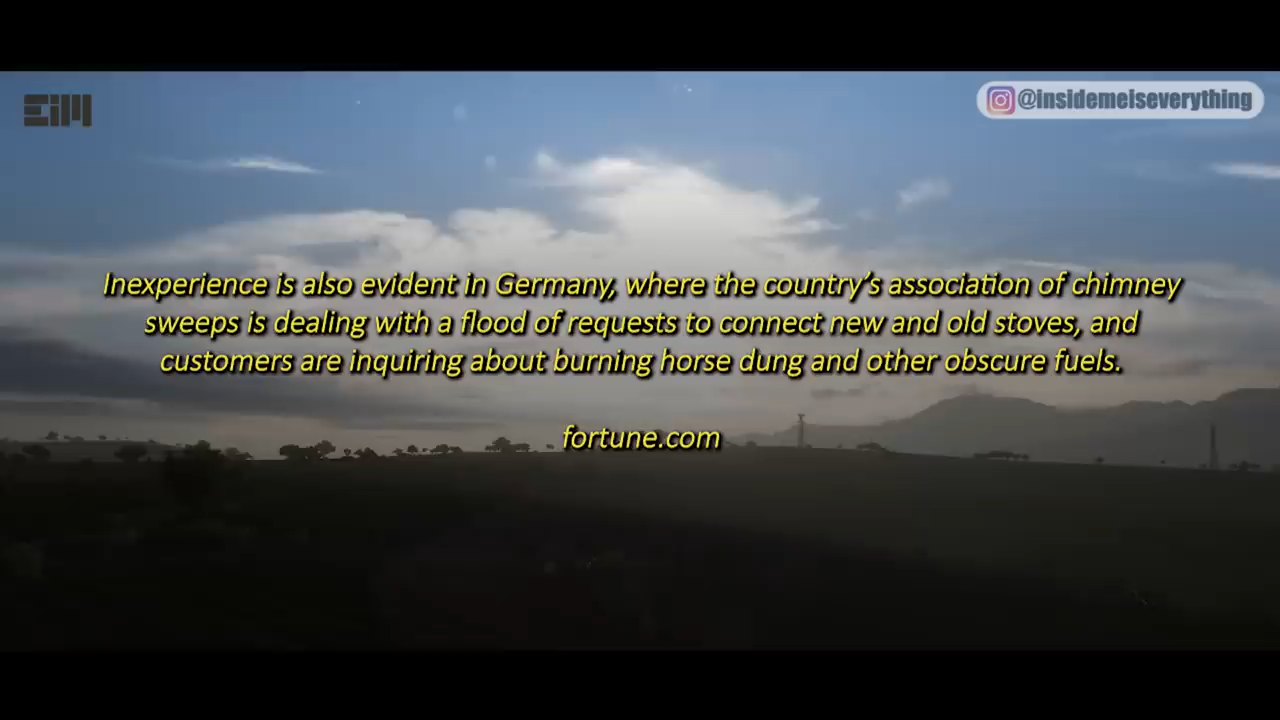 EiM
@insidemeiseverything
Inexperience is also evident in Germany, where the country's association of chimney
sweeps is dealing with a flood of requests to connect new and old stoves, and
customers are inquiring about burning horse dung and other obscure fuels.
fortune.com